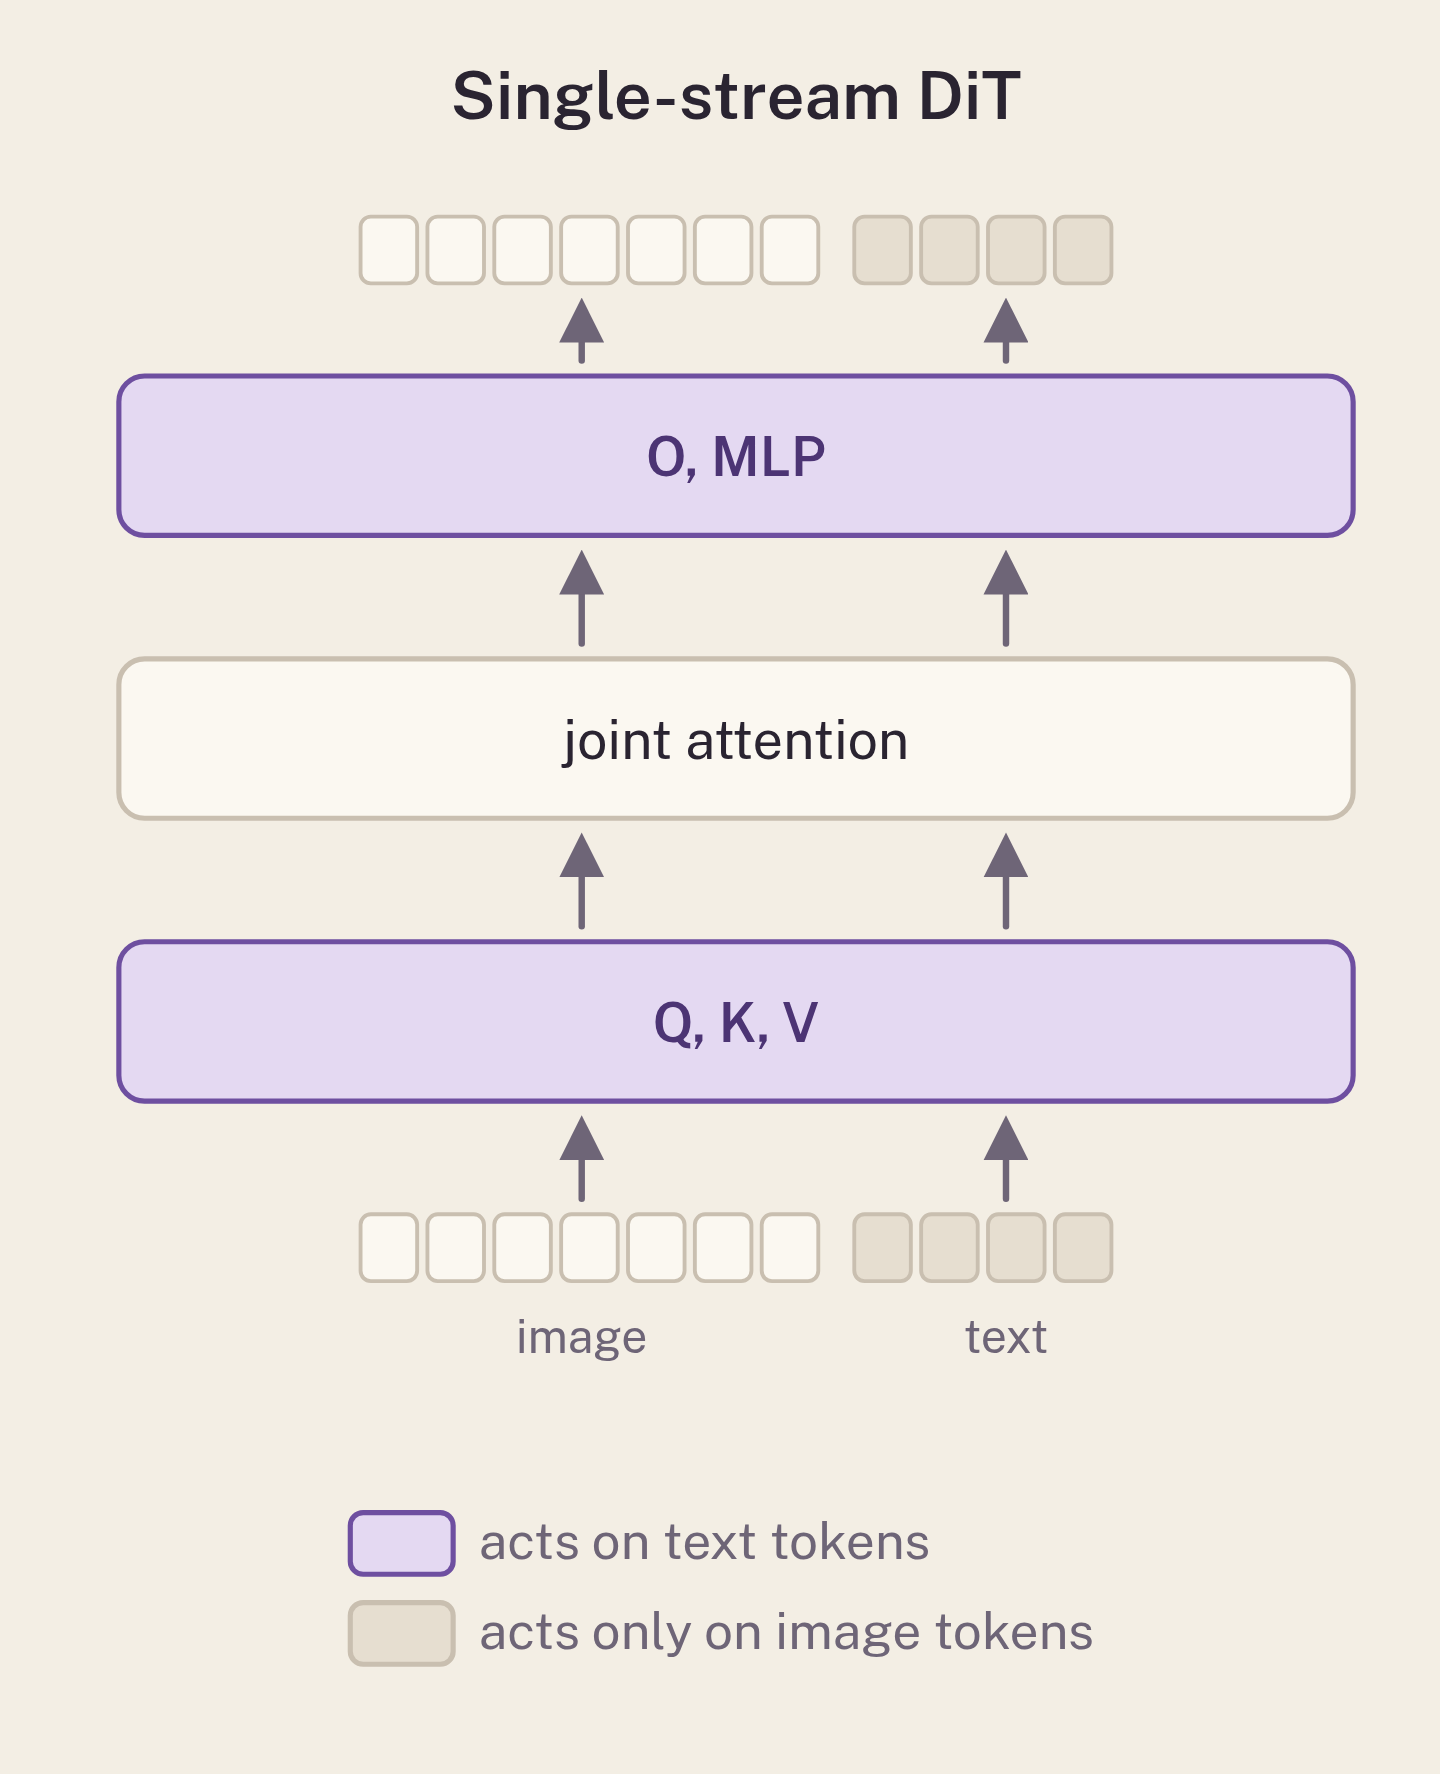 Single-stream DiT
O, MLP
joint attention
Q, K, V
image text
acts on text tokens
acts only on image tokens